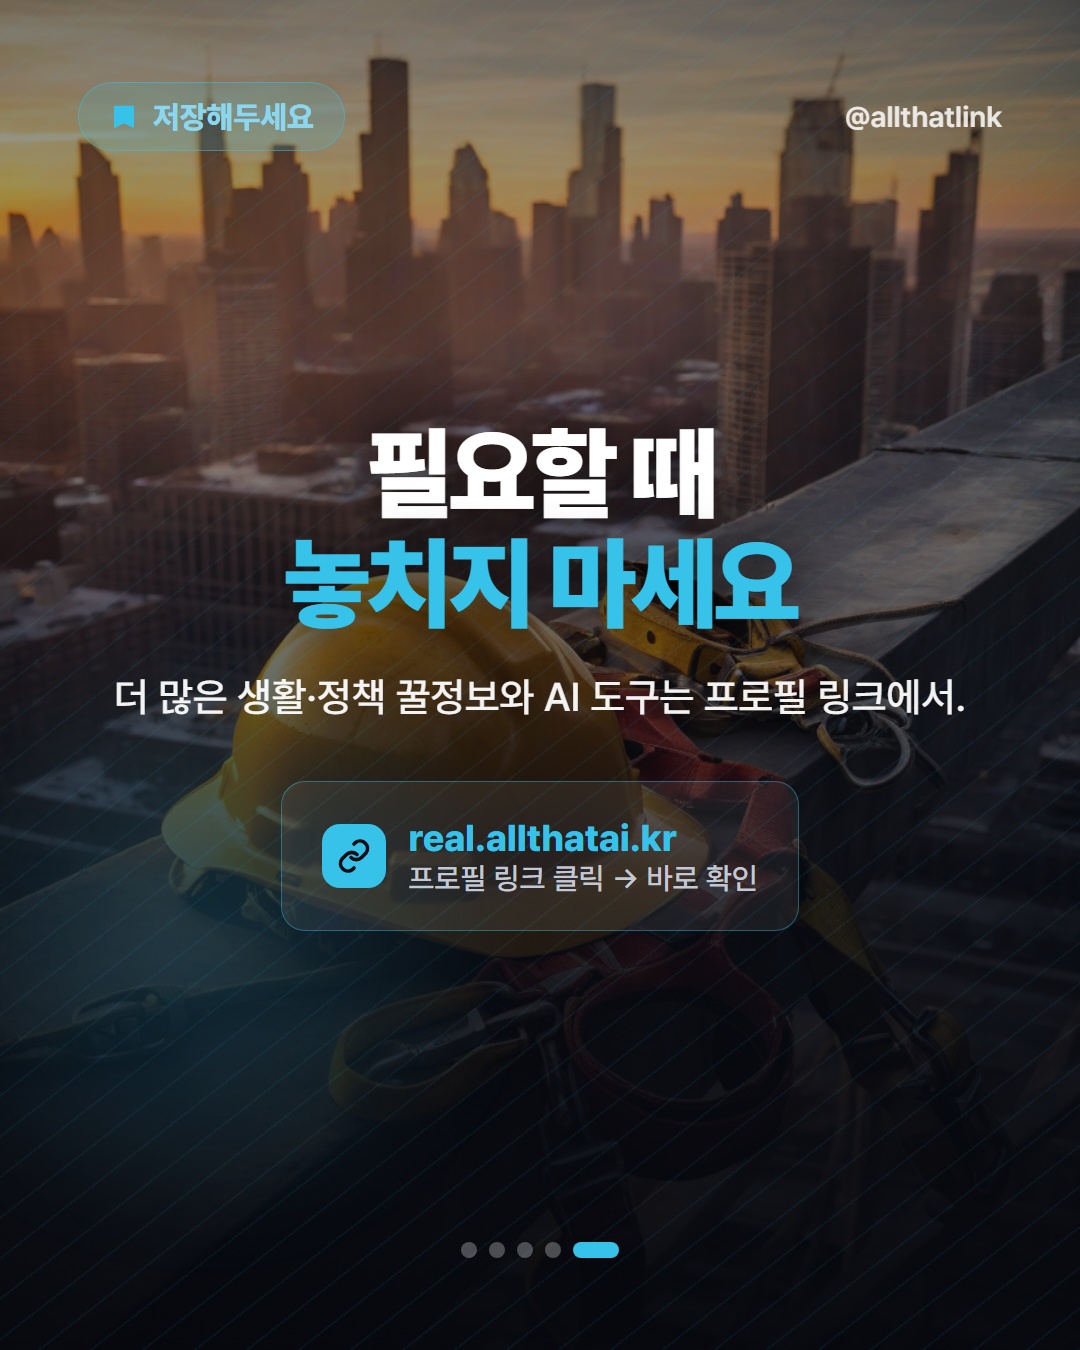 저장해두세요
@allthatlink
필요할 때
놓치지 마세요
더 많은 생활·정책 꿀정보와 AI 도구는 프로필 링크에서.
real.allthatai.kr
프로필 링크 클릭 → 바로 확인